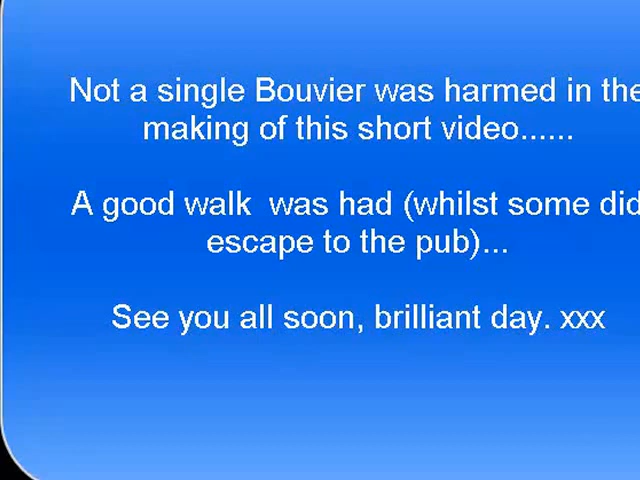 Not a single Bouvier was harmed in the
making of this short video......
A good walk  was had (whilst some did
escape to the pub)...
See you all soon, brilliant day. xxx